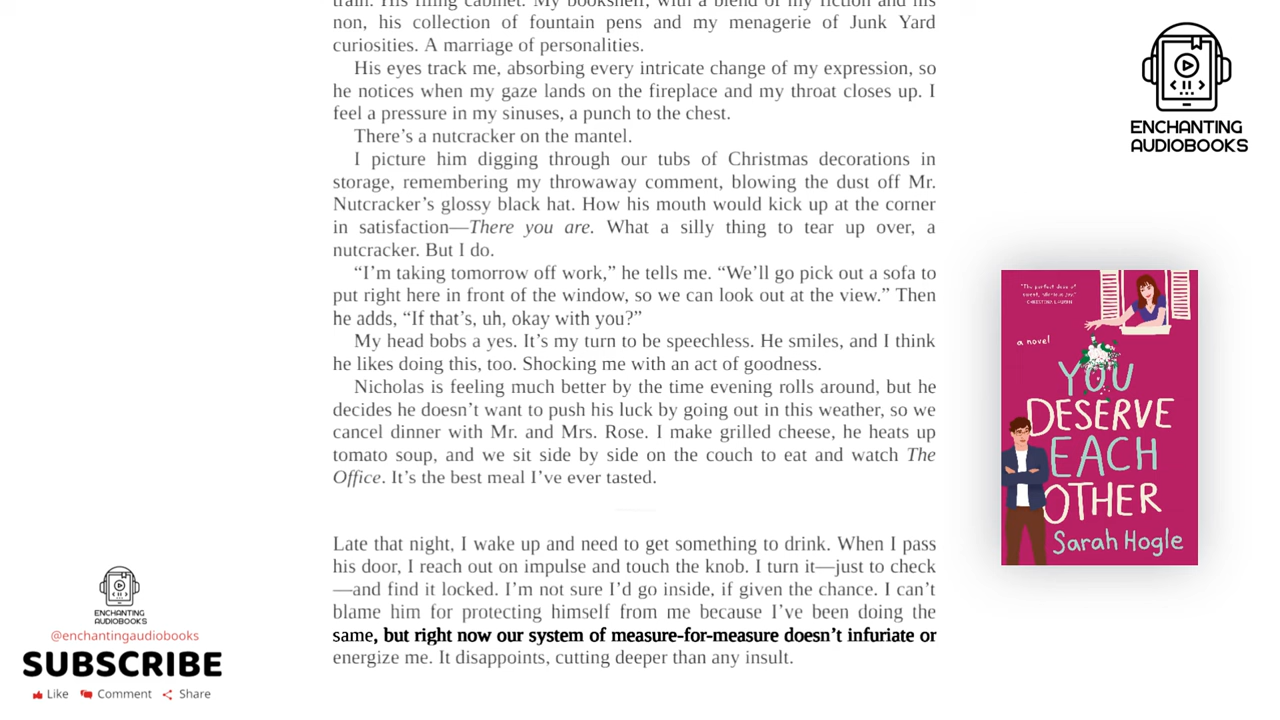 train. His filing cabinet. My bookshelf, with a blend of my fiction and his
non, his collection of fountain pens and my menagerie of Junk Yard
curiosities. A marriage of personalities.
His eyes track me, absorbing every intricate change of my expression, so
he notices when my gaze lands on the fireplace and my throat closes up. I
feel a pressure in my sinuses, a punch to the chest.
There’s a nutcracker on the mantel.
I picture him digging through our tubs of Christmas decorations in
storage, remembering my throwaway comment, blowing the dust off Mr.
Nutcracker’s glossy black hat. How his mouth would kick up at the corner
in satisfaction—There you are. What a silly thing to tear up over, a
nutcracker. But I do.
“I’m taking tomorrow off work,” he tells me. “We’ll go pick out a sofa to
put right here in front of the window, so we can look out at the view.” Then
he adds, “If that’s, uh, okay with you?”
My head bobs a yes. It’s my turn to be speechless. He smiles, and I think
he likes doing this, too. Shocking me with an act of goodness.
Nicholas is feeling much better by the time evening rolls around, but he
decides he doesn’t want to push his luck by going out in this weather, so we
cancel dinner with Mr. and Mrs. Rose. I make grilled cheese, he heats up
tomato soup, and we sit side by side on the couch to eat and watch The
Office. It’s the best meal I’ve ever tasted.
Late that night, I wake up and need to get something to drink. When I pass
his door, I reach out on impulse and touch the knob. I turn it—just to check
—and find it locked. I’m not sure I’d go inside, if given the chance. I can’t
blame him for protecting himself from me because I’ve been doing the
same, but right now our system of measure-for-measure doesn’t infuriate or
energize me. It disappoints, cutting deeper than any insult.
ENCHANTING
AUDIOBOOKS
"The perfect dose of
CHRISTINA LAUREN
a novel
YOU
DESERVE
EACH
OTHER
Sarah Hogle
ENCHANTING
AUDIOBOOKS
@enchantingaudiobooks
SUBSCRIBE
Like Comment Share